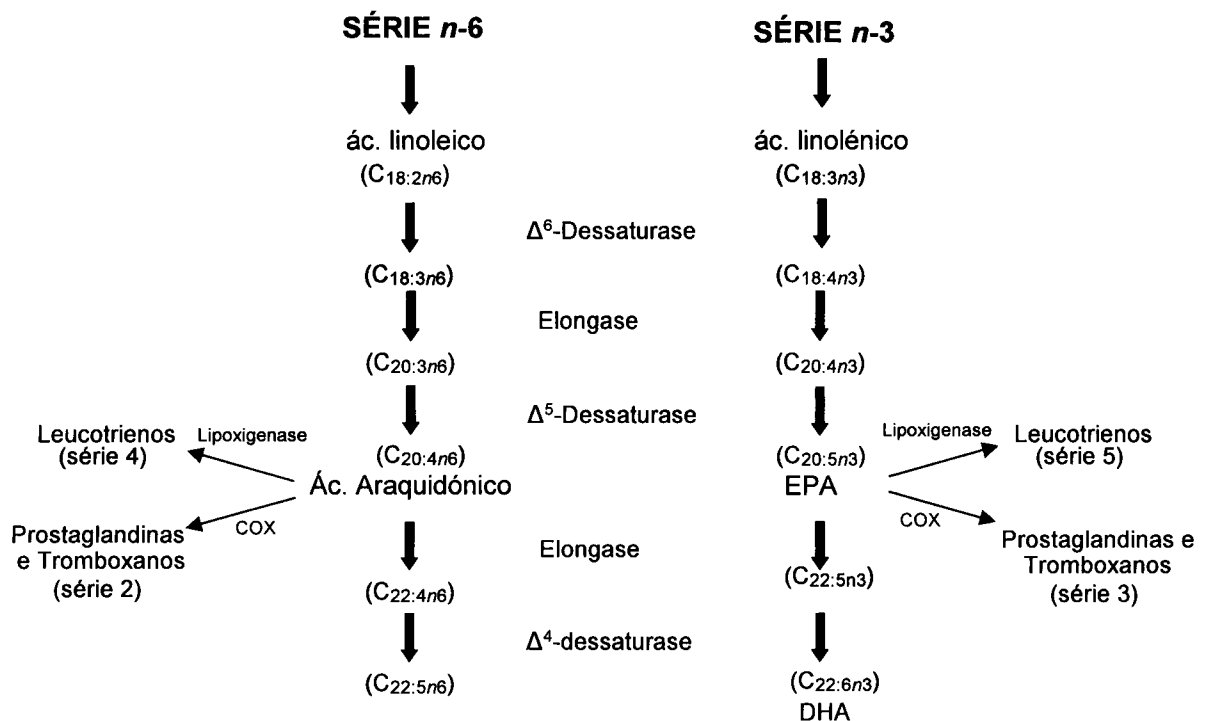 SÉRIE n-6
SÉRIE n-3
ác. linoleico
(C18:2n6)
ác. linolénico
(C18:3n3)
Δ6-Dessaturase
(C18:3n6)
(C18:4n3)
Elongase
(C20:3n6)
(C20:4n3)
Δ5-Dessaturase
Leucotrienos
(série 4)
Lipoxigenase
(C20:4n6)
Ác. Araquidónico
(C20:5n3)
EPA
Lipoxigenase
Leucotrienos
(série 5)
Prostaglandinas
e Tromboxanos
(série 2)
COX
COX
Prostaglandinas e
Tromboxanos
(série 3)
Elongase
(C22:4n6)
(C22:5n3)
Δ4-dessaturase
(C22:5n6)
(C22:6n3)
DHA